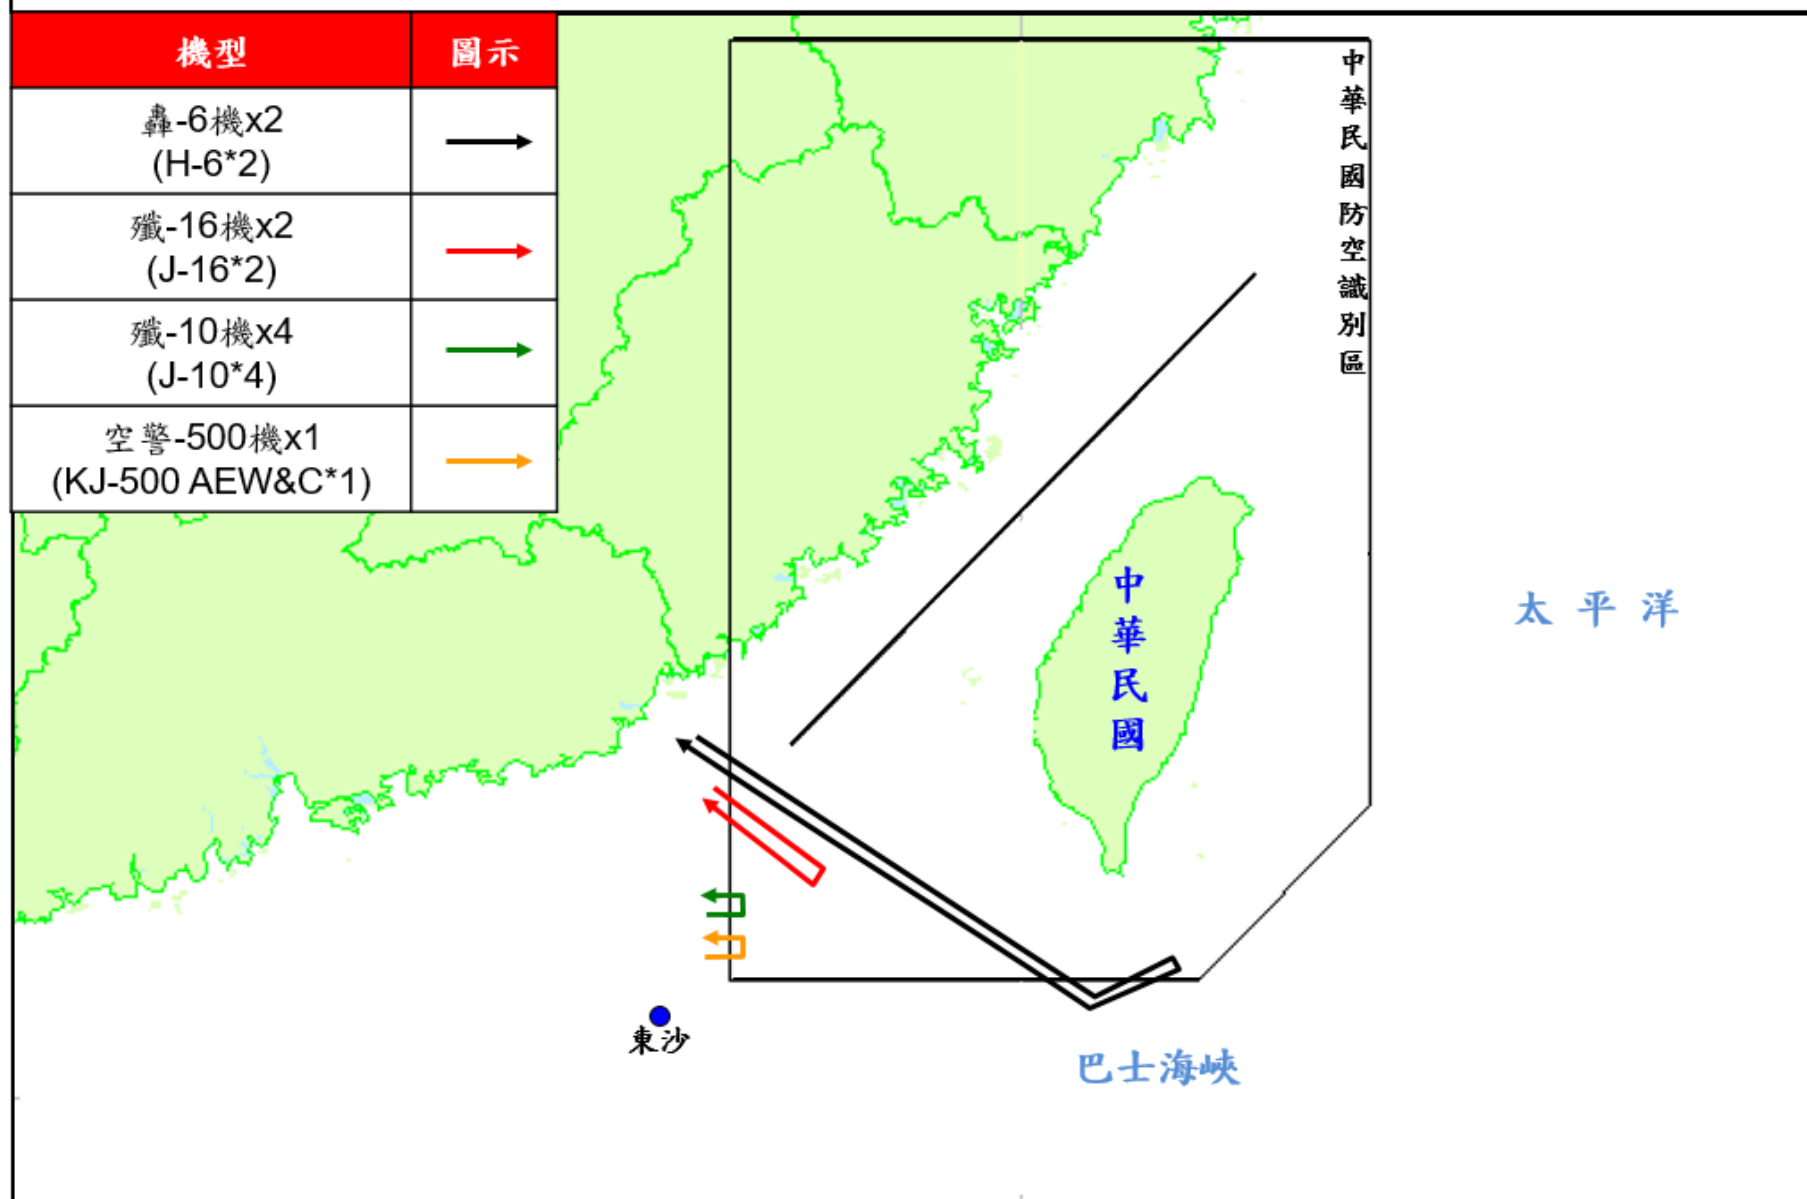 機型
圖示
轟-6機x2
(H-6*2)
殲-16機x2
(J-16*2)
殲-10機x4
(J-10*4)
空警-500機x1
(KJ-500 AEW&C*1)
中華民國防空識別區
中華民國
太平洋
東沙
巴士海峽